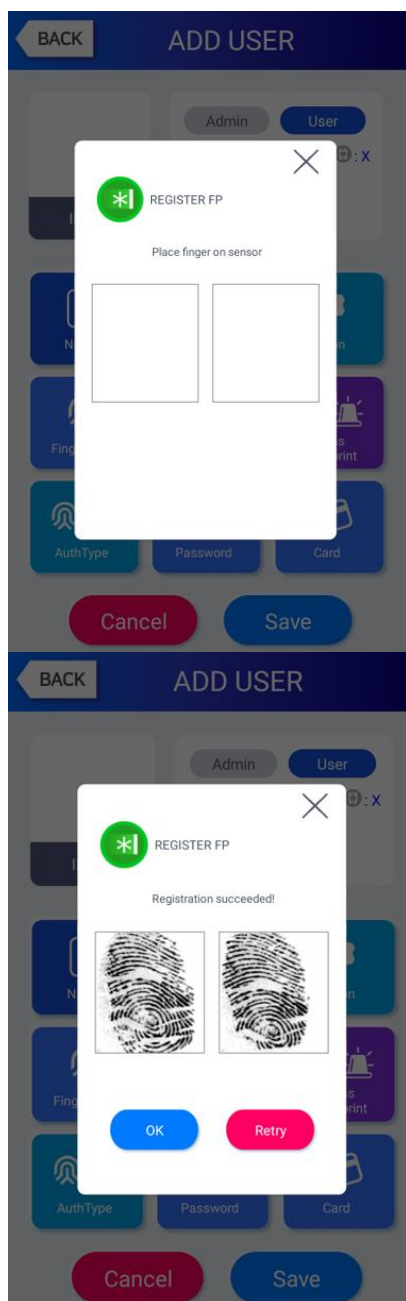 BACK
ADD USER
Admin
User
: X
REGISTER FP
Place finger on sensor
AuthType
Password
Card
Cancel
Save
BACK
ADD USER
Admin
User
: X
REGISTER FP
Registration succeeded!
OK
Retry
AuthType
Password
Card
Cancel
Save